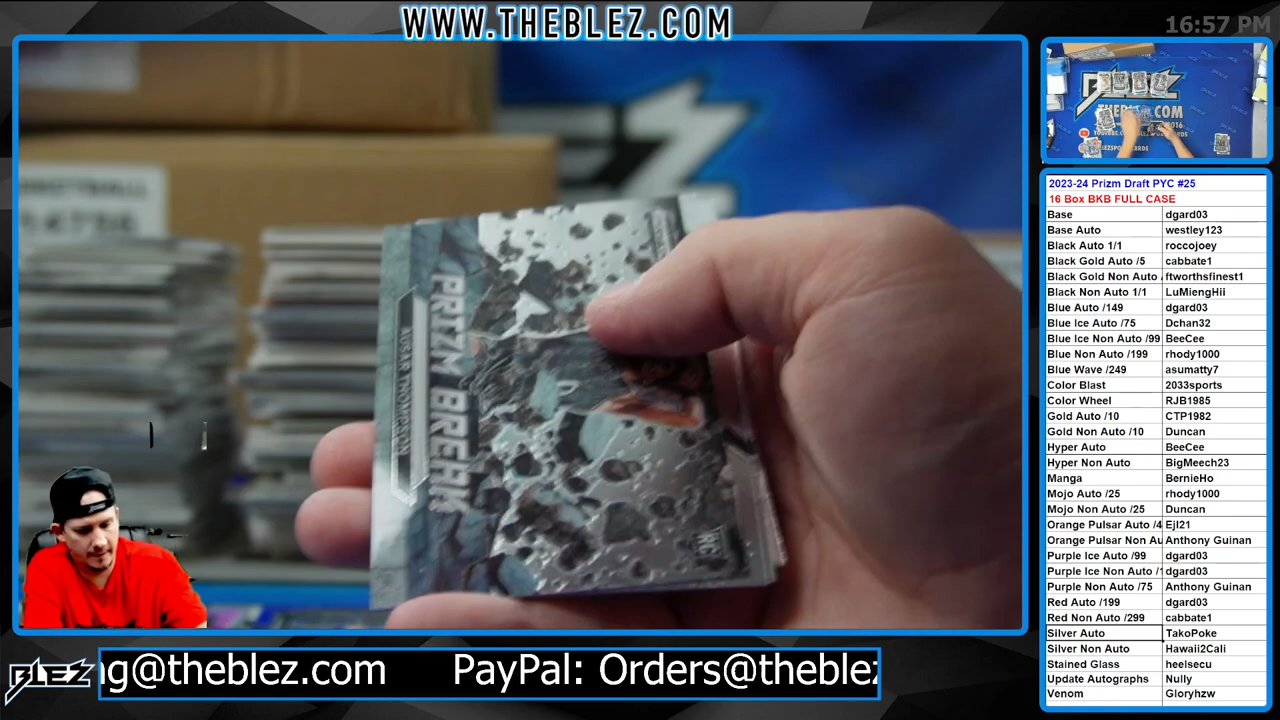 WWW.THEBLEZ.COM
16:57 PM
BASKETBALL
PRIZM BREAK
AUSAR THOMPSON
RC
BLEZ
THEBLEZ.COM
2023-24 Prizm Draft PYC #25
16 Box BKB FULL CASE
Base dgard03
Base Auto westley123
Black Auto 1/1 roccojoey
Black Gold Auto /5 cabbate1
Black Gold Non Auto ftworthsfinest1
Black Non Auto 1/1 LuMiengHii
Blue Auto /149 dgard03
Blue Ice Auto /75 Dchan32
Blue Ice Non Auto /99 BeeCee
Blue Non Auto /199 rhody1000
Blue Wave /249 asumatty7
Color Blast 2033sports
Color Wheel RJB1985
Gold Auto /10 CTP1982
Gold Non Auto /10 Duncan
Hyper Auto BeeCee
Hyper Non Auto BigMeech23
Manga BernieHo
Mojo Auto /25 rhody1000
Mojo Non Auto /25 Duncan
Orange Pulsar Auto /4 Ejl21
Orange Pulsar Non Au Anthony Guinan
Purple Ice Auto /99 dgard03
Purple Ice Non Auto /1 dgard03
Purple Non Auto /75 Anthony Guinan
Red Auto /199 dgard03
Red Non Auto /299 cabbate1
Silver Auto TakoPoke
Silver Non Auto Hawaii2Cali
Stained Glass heeisecu
Update Autographs Nully
Venom Gloryhzw
BLEZ
ng@theblez.com PayPal: Orders@theblez